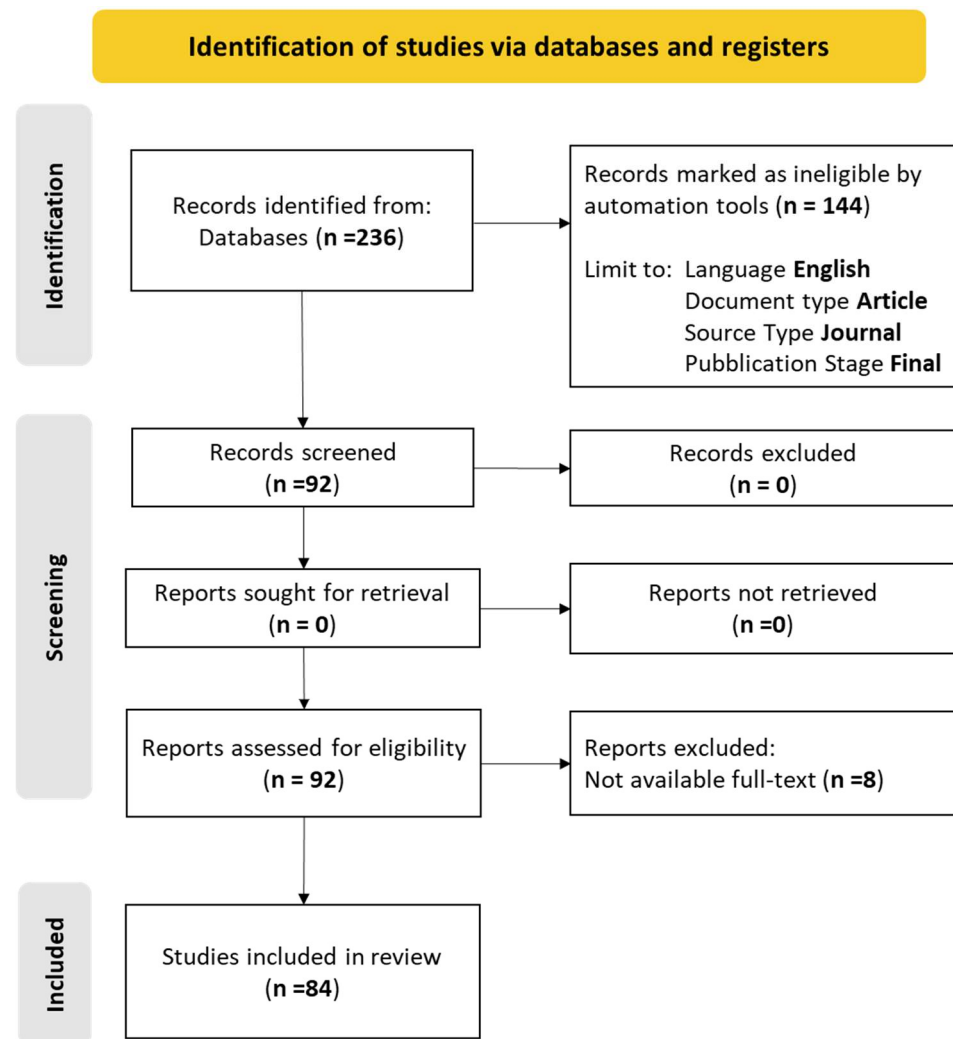 Identification of studies via databases and registers
Identification
Records identified from:
Databases (n =236)
Records marked as ineligible by
automation tools (n = 144)
Limit to: Language English
Document type Article
Source Type Journal
Pubblication Stage Final
Screening
Records screened
(n =92)
Records excluded
(n = 0)
Reports sought for retrieval
(n = 0)
Reports not retrieved
(n =0)
Reports assessed for eligibility
(n = 92)
Reports excluded:
Not available full-text (n =8)
Included
Studies included in review
(n =84)